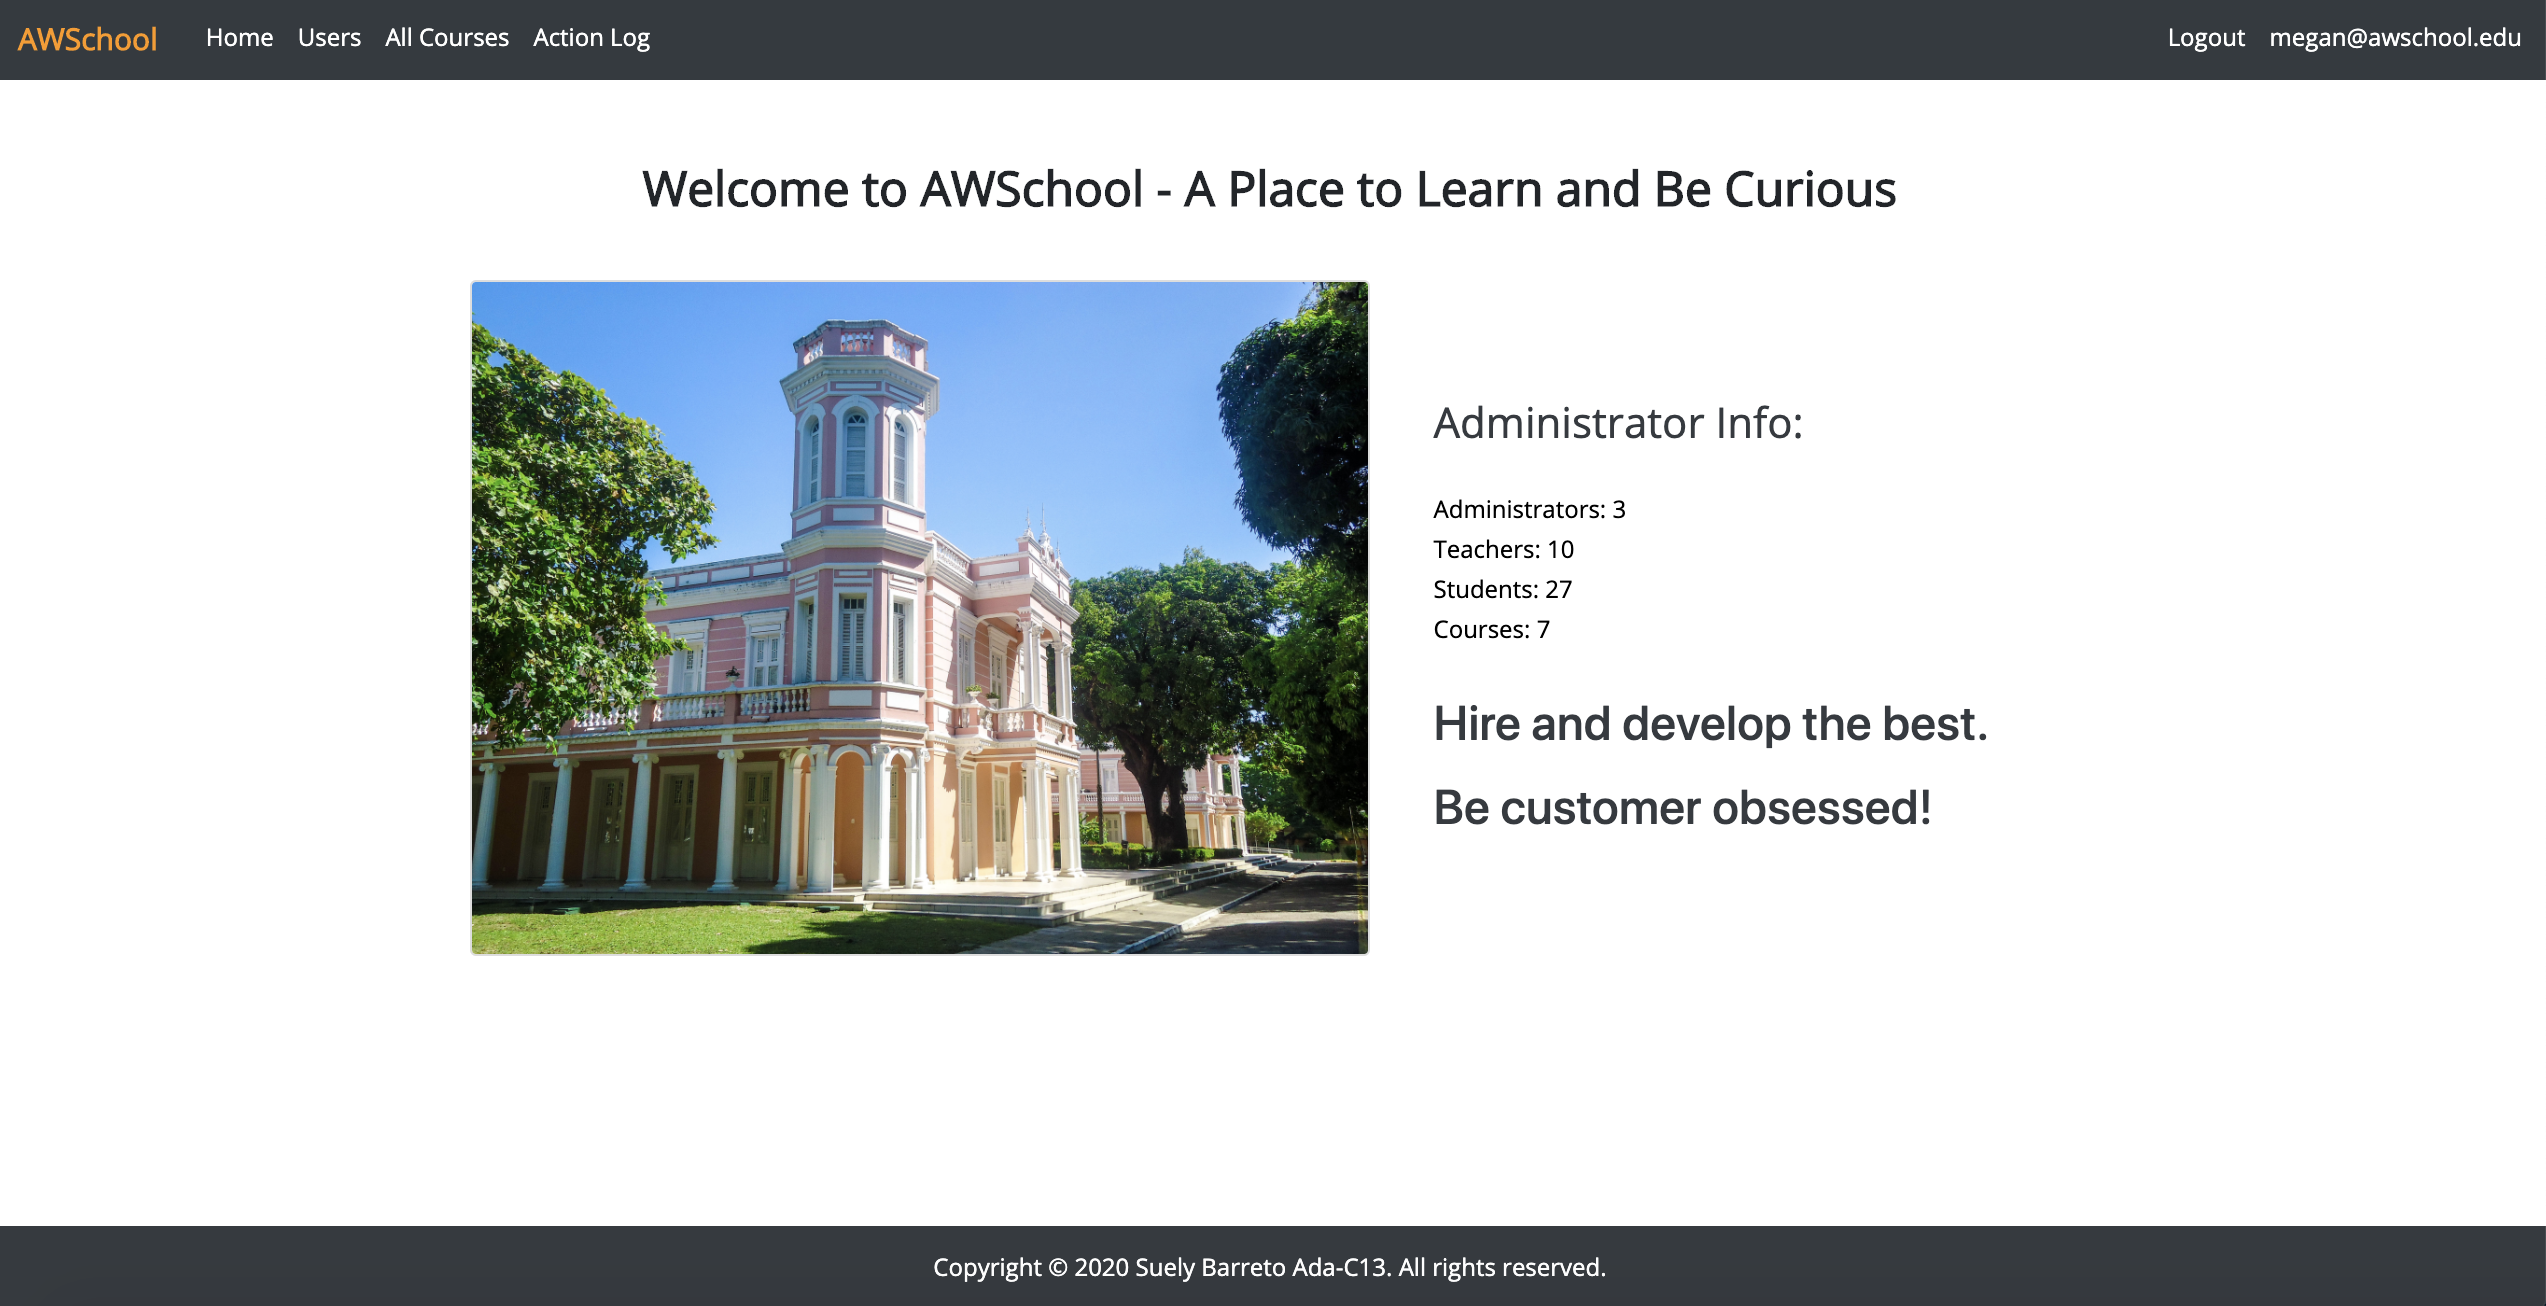 AWSchool Home Users All Courses Action Log Logout megan@awschool.edu
Welcome to AWSchool - A Place to Learn and Be Curious
Administrator Info:
Administrators: 3
Teachers: 10
Students: 27
Courses: 7
Hire and develop the best.
Be customer obsessed!
Copyright © 2020 Suely Barreto Ada-C13. All rights reserved.